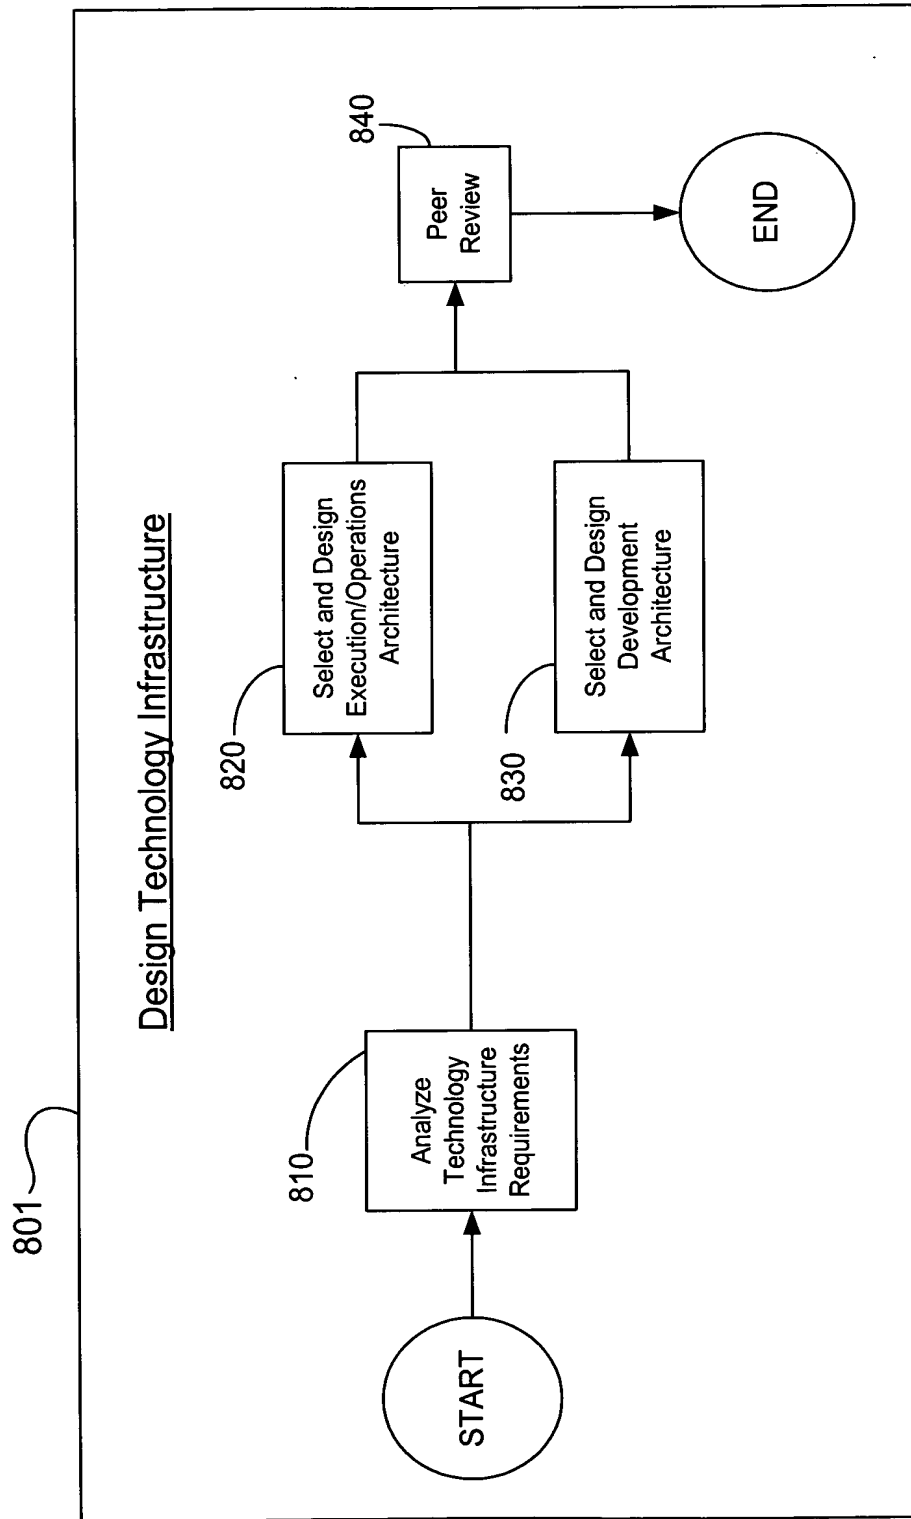 801
Design Technology Infrastructure
START
810
Analyze
Technology
Infrastructure
Requirements
820
Select and Design
Execution/Operations
Architecture
830
Select and Design
Development
Architecture
840
Peer
Review
END